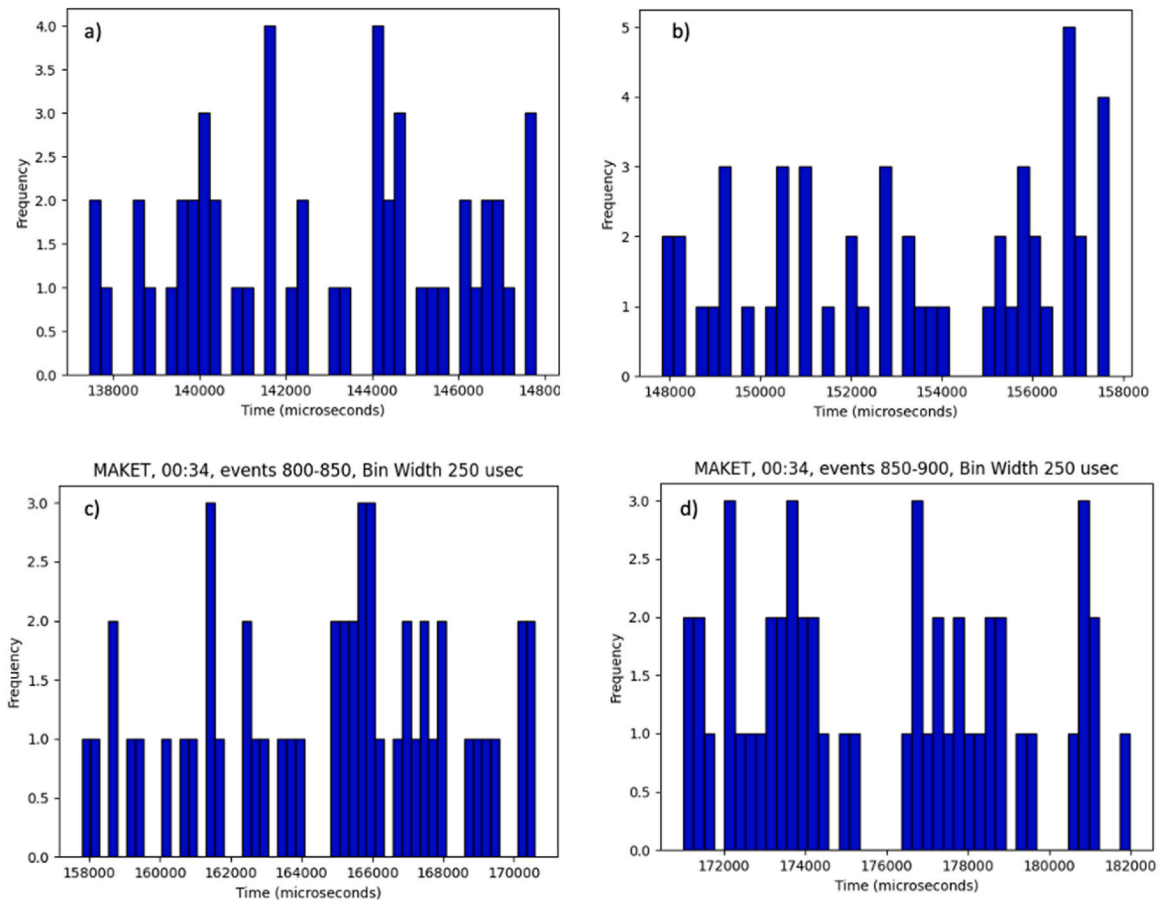 a)
4.0
3.5
3.0
2.5
2.0
1.5
1.0
0.5
0.0
Frequency
138000 140000 142000 144000 146000 148000
Time (microseconds)
b)
5
4
3
2
1
0
Frequency
148000 150000 152000 154000 156000 158000
Time (microseconds)
MAKET, 00:34, events 800-850, Bin Width 250 usec
c)
3.0
2.5
2.0
1.5
1.0
0.5
0.0
Frequency
158000 160000 162000 164000 166000 168000 170000
Time (microseconds)
MAKET, 00:34, events 850-900, Bin Width 250 usec
d)
3.0
2.5
2.0
1.5
1.0
0.5
0.0
Frequency
172000 174000 176000 178000 180000 182000
Time (microseconds)